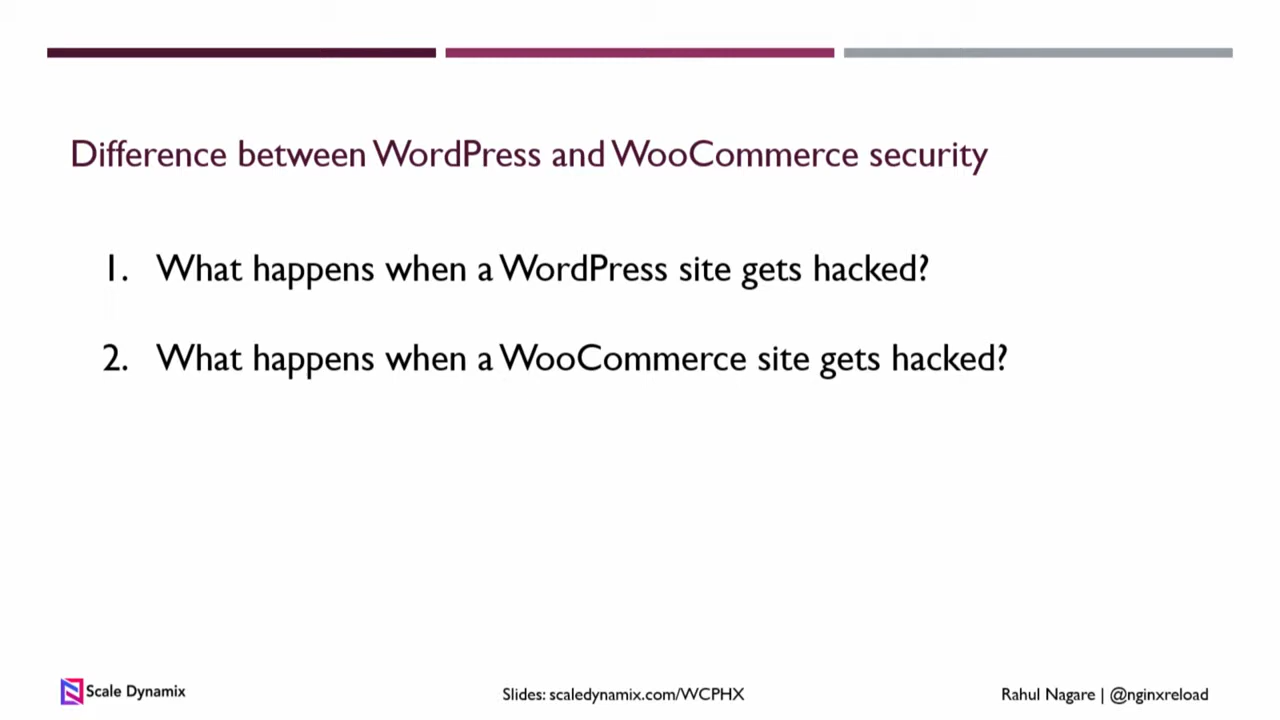 Difference between WordPress and WooCommerce security
1. What happens when a WordPress site gets hacked?
2. What happens when a WooCommerce site gets hacked?
Scale Dynamix
Slides: scaledynamix.com/WCPHX
Rahul Nagare | @nginxreload